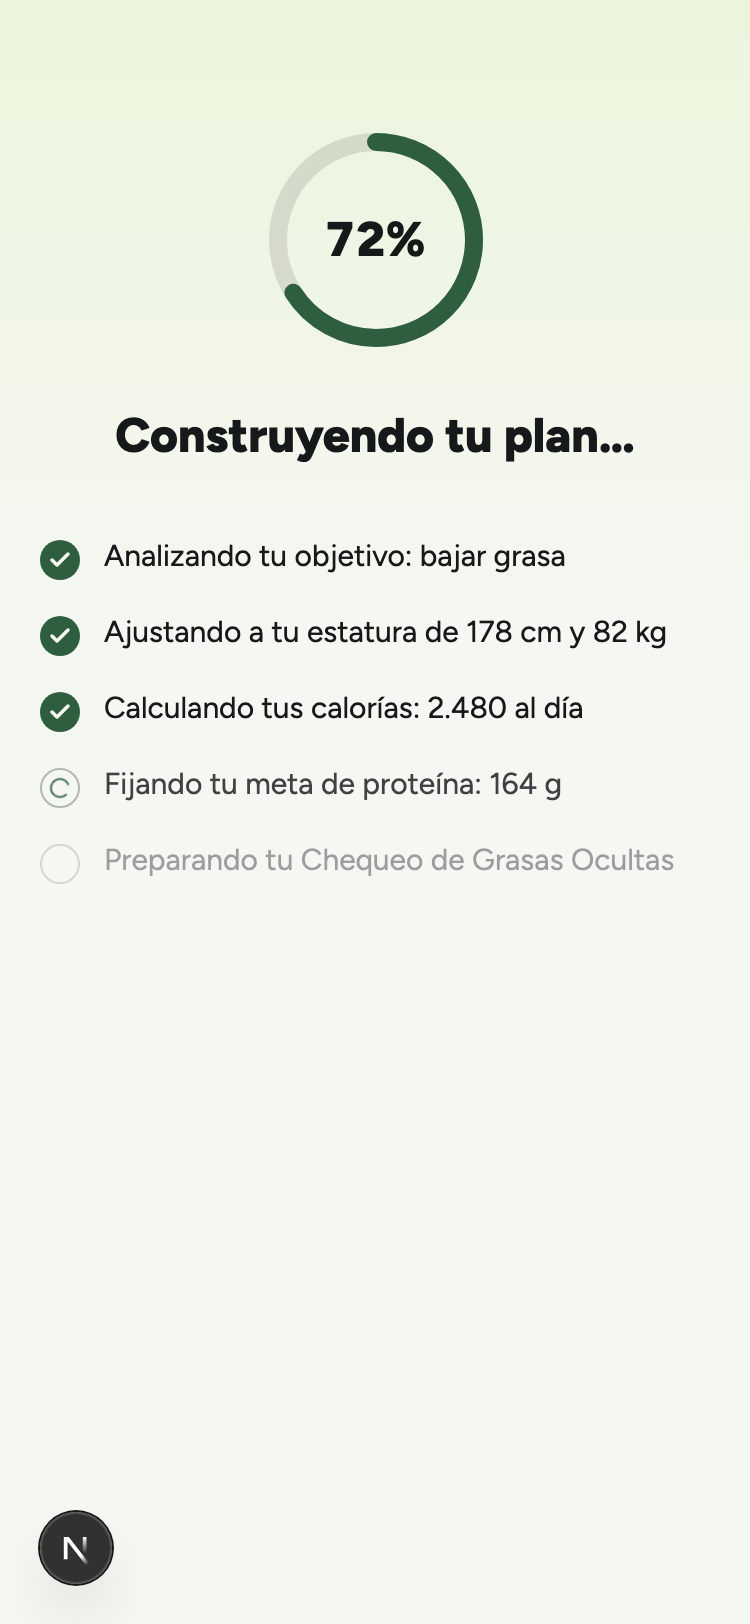 72%
Construyendo tu plan...
Analizando tu objetivo: bajar grasa
Ajustando a tu estatura de 178 cm y 82 kg
Calculando tus calorías: 2.480 al día
Fijando tu meta de proteína: 164 g
Preparando tu Chequeo de Grasas Ocultas
N